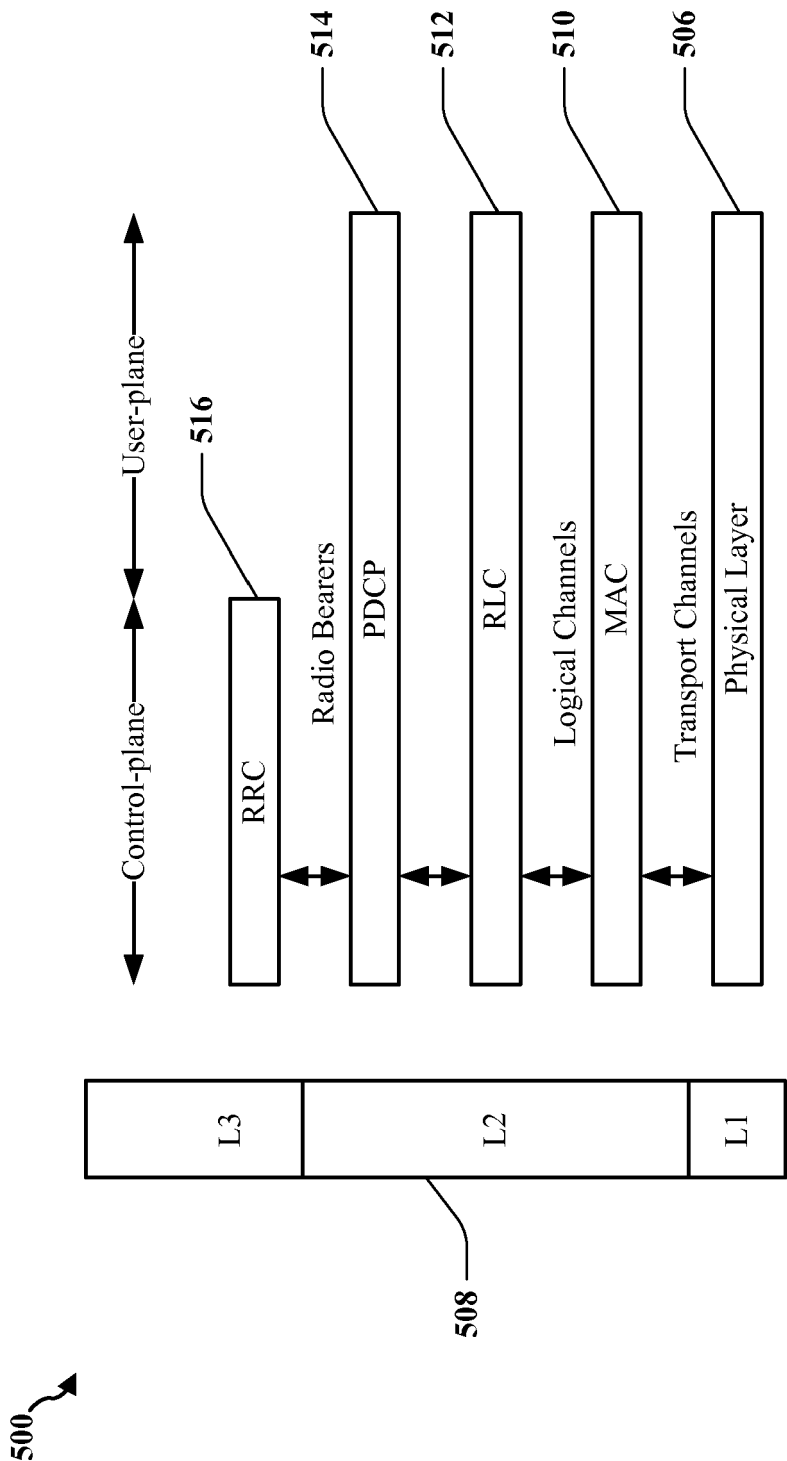 500
Control-plane
User-plane
516
RRC
Radio Bearers
514
PDCP
512
RLC
Logical Channels
510
MAC
Transport Channels
506
Physical Layer
L3
L2
L1
508